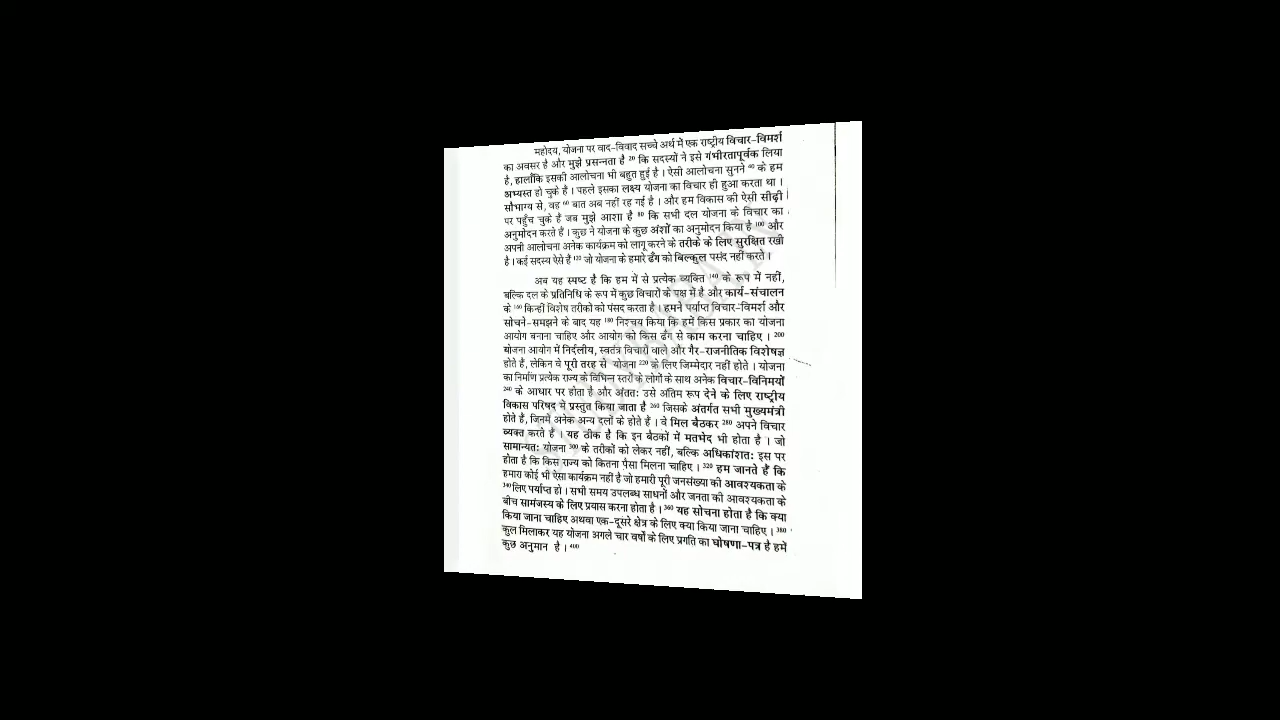 महोदय, योजना पर वाद-विवाद सच्चे अर्थ में एक राष्ट्रीय विचार-विमर्श
का अवसर है और मुझे प्रसन्नता है 20 कि सदस्यों ने इसे गंभीरतापूर्वक लिया
है, हालाँकि इसकी आलोचना भी बहुत हुई है । ऐसी आलोचना सुनने 40 के हम
अभ्यस्त हो चुके है । पहले इसका लक्ष्य योजना का विचार ही हुआ करता था ।
सौभाग्य से, वह 60 बात अब नहीं रह गई है । और हम विकास की ऐसी सीढ़ी
पर पहुँच चुके है जब मुझे आशा है 80 कि सभी दल योजना के विचार का
अनुमोदन करते हैं । कुछ ने योजना के कुछ अंशों का अनुमोदन किया है 100 और
अपनी आलोचना अनेक कार्यक्रम को लागू करने के तरीके के लिए सुरक्षित रखी
है । कई सदस्य ऐसे हैं 120 जो योजना के हमारे ढँग को बिल्कुल पसंद नहीं करते ।
अब यह स्पष्ट है कि हम में से प्रत्येक व्यक्ति 140 के रूप में नहीं,
बल्कि दल के प्रतिनिधि के रूप में कुछ विचारों के पक्ष में है और कार्य-संचालन
के 160 किन्हीं विशेष तरीकों को पंसद करता है । हमने पर्याप्त विचार-विमर्श और
सोचने-समझने के बाद यह 180 निश्चय किया कि हमें किस प्रकार का योजना
आयोग बनाना चाहिए और आयोग को किस ढँग से काम करना चाहिए । 200
योजना आयोग में निर्दलीय, स्वतंत्र विचारों वाले और गैर-राजनीतिक विशेषज्ञ
होते हैं, लेकिन वे पूरी तरह से योजना 220 के लिए जिम्मेदार नहीं होते । योजना
का निर्माण प्रत्येक राज्य के विभिन्न स्तरों के लोगों के साथ अनेक विचार-विनिमयों
240 के आधार पर होता है और अंततः उसे अंतिम रूप देने के लिए राष्ट्रीय
विकास परिषद में प्रस्तुत किया जाता है 260 जिसके अंतर्गत सभी मुख्यमंत्री
होते हैं, जिनमें अनेक अन्य दलों के होते हैं । वे मिल बैठकर 280 अपने विचार
व्यक्त करते हैं । यह ठीक है कि इन बैठकों में मतभेद भी होता है । जो
सामान्यतः योजना 300 के तरीकों को लेकर नहीं, बल्कि अधिकांशतः इस पर
होता है कि किस राज्य को कितना पैसा मिलना चाहिए । 320 हम जानते हैं कि
हमारा कोई भी ऐसा कार्यक्रम नहीं है जो हमारी पूरी जनसंख्या की आवश्यकता के
340 लिए पर्याप्त हो । सभी समय उपलब्ध साधनों और जनता की आवश्यकता के
बीच सामंजस्य के लिए प्रयास करना होता है । 360 यह सोचना होता है कि क्या
किया जाना चाहिए अथवा एक-दूसरे क्षेत्र के लिए क्या किया जाना चाहिए । 380
कुल मिलाकर यह योजना अगले चार वर्षों के लिए प्रगति का घोषणा-पत्र है हमें
कुछ अनुमान है । 400